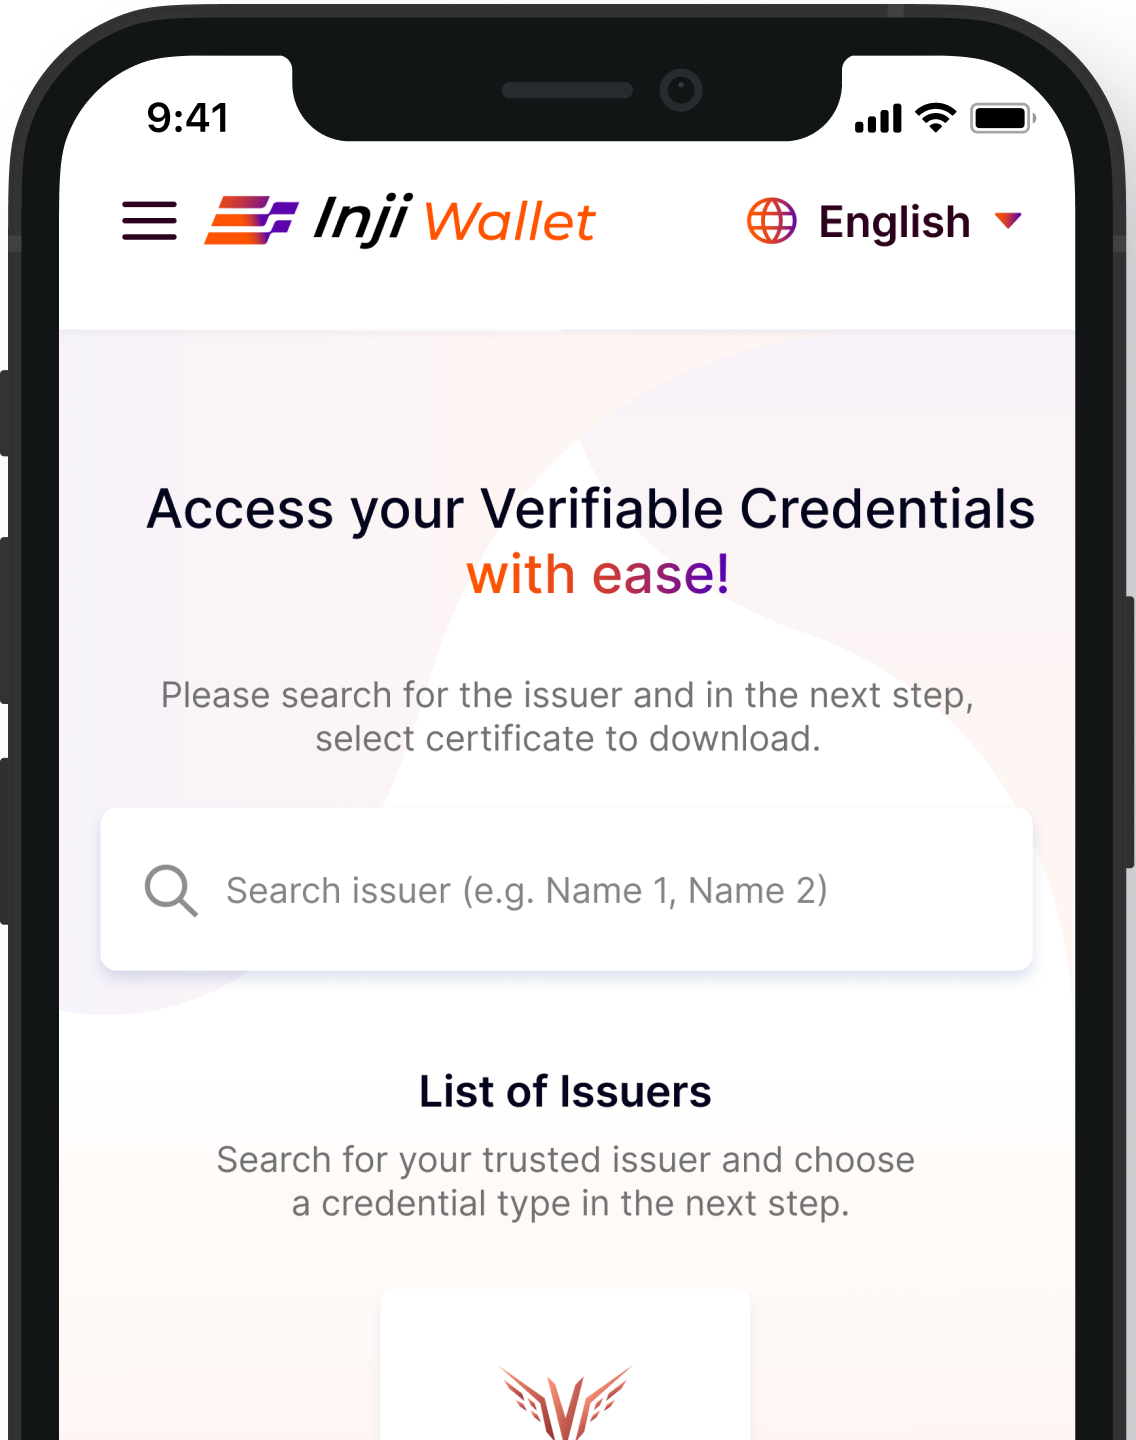 9:41
Inji Wallet
English
Access your Verifiable Credentials
with ease!
Please search for the issuer and in the next step,
select certificate to download.
Search issuer (e.g. Name 1, Name 2)
List of Issuers
Search for your trusted issuer and choose
a credential type in the next step.